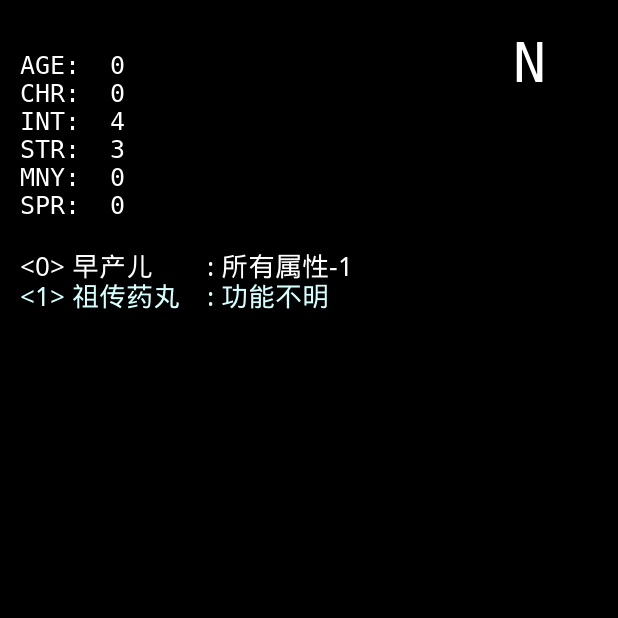 N
AGE: 0
CHR: 0
INT: 4
STR: 3
MNY: 0
SPR: 0
<0> 早产儿 : 所有属性-1
<1> 祖传药丸 : 功能不明